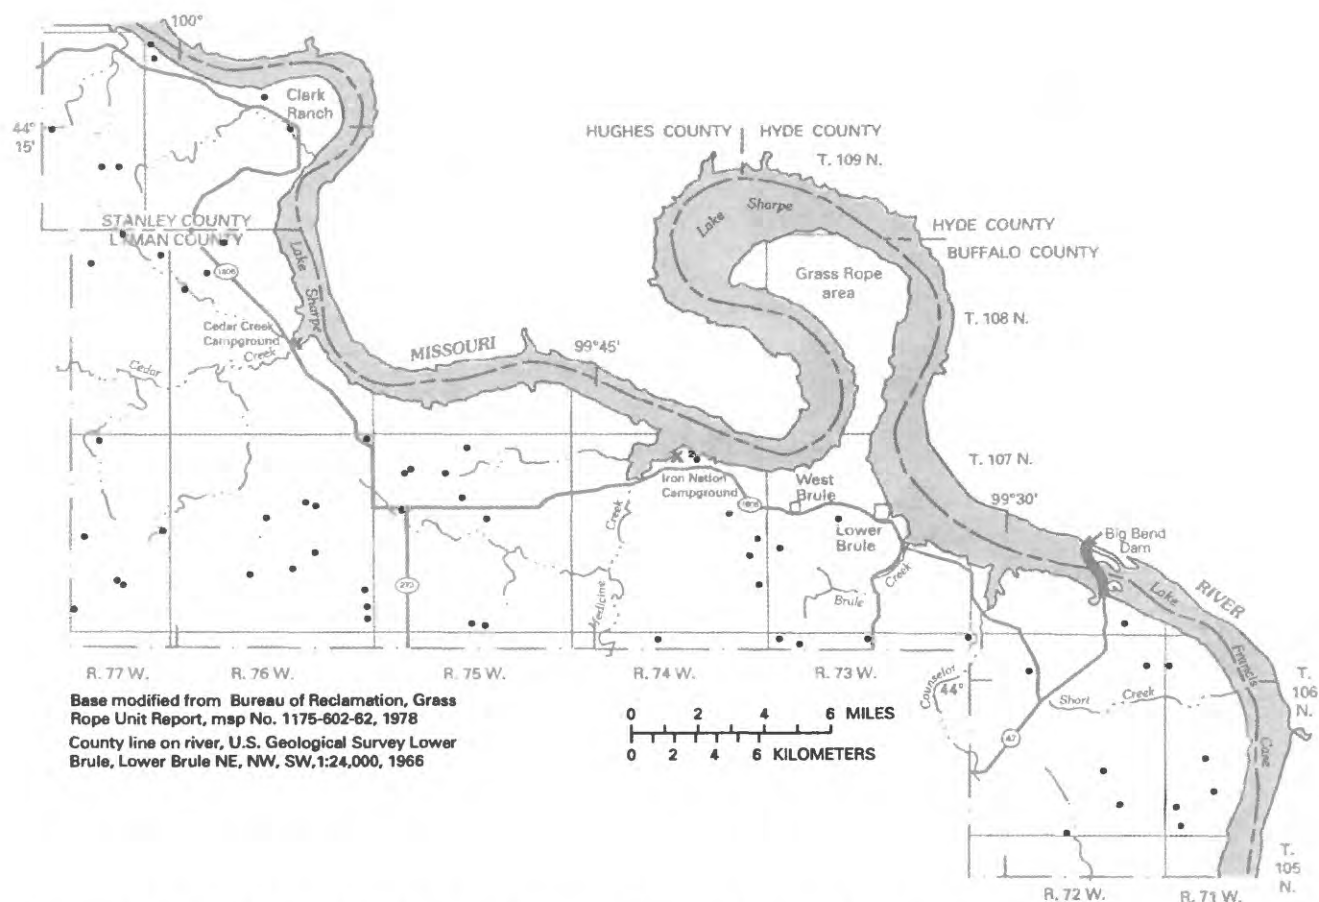 100°
Clark
Ranch
44°
15'
HUGHES COUNTY
HYDE COUNTY
T. 109 N.
STANLEY COUNTY
LYMAN COUNTY
Lake
Sharpe
HYDE COUNTY
BUFFALO COUNTY
Lake
Sharpe
Grass Rope
area
1806
T. 108 N.
Cedar Creek
Campground
Cedar
Creek
MISSOURI
99°45'
T. 107 N.
2
Iron Nation
Campground
West
Brule
1806
99°30'
Lower
Brule
Big Bend
Dam
Creek
Medicine
273
Brule
Creek
Lake
RIVER
Francis
Case
R. 77 W.
R. 76 W.
R. 75 W.
R. 74 W.
R. 73 W.
Counselor
44°
Short
Creek
T.
106
N.
47
Base modified from Bureau of Reclamation, Grass
Rope Unit Report, msp No. 1175-602-62, 1978
County line on river, U.S. Geological Survey Lower
Brule, Lower Brule NE, NW, SW,1:24,000, 1966
0 2 4 6 MILES
0 2 4 6 KILOMETERS
T.
105
N.
R. 72 W.
R. 71 W.